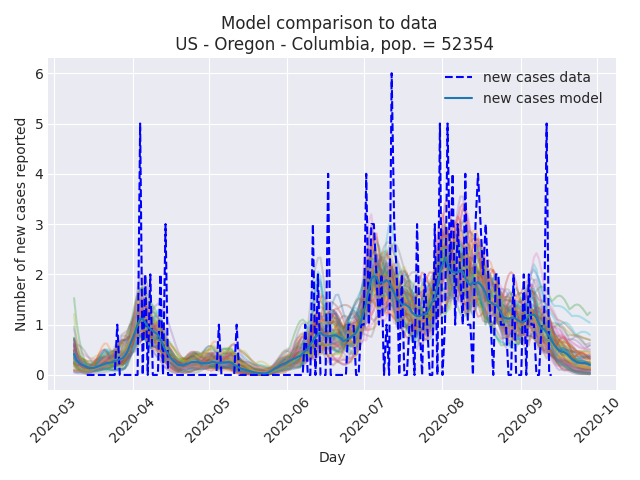 Model comparison to data
US - Oregon - Columbia, pop. = 52354
new cases data
new cases model
Number of new cases reported
6
5
4
3
2
1
0
2020-03
2020-04
2020-05
2020-06
2020-07
2020-08
2020-09
2020-10
Day